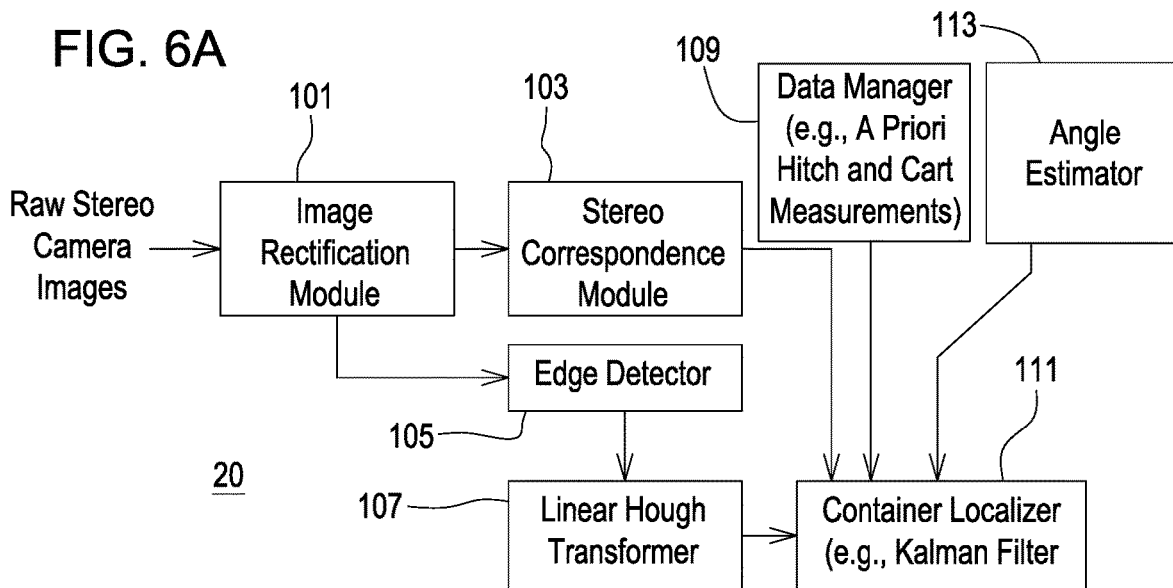 FIG. 6A
113
109
101
103
Data Manager
(e.g., A Priori
Hitch and Cart
Measurements)
Angle
Estimator
Raw Stereo
Camera
Images
Image
Rectification
Module
Stereo
Correspondence
Module
Edge Detector
111
105
20
107
Linear Hough
Transformer
Container Localizer
(e.g., Kalman Filter